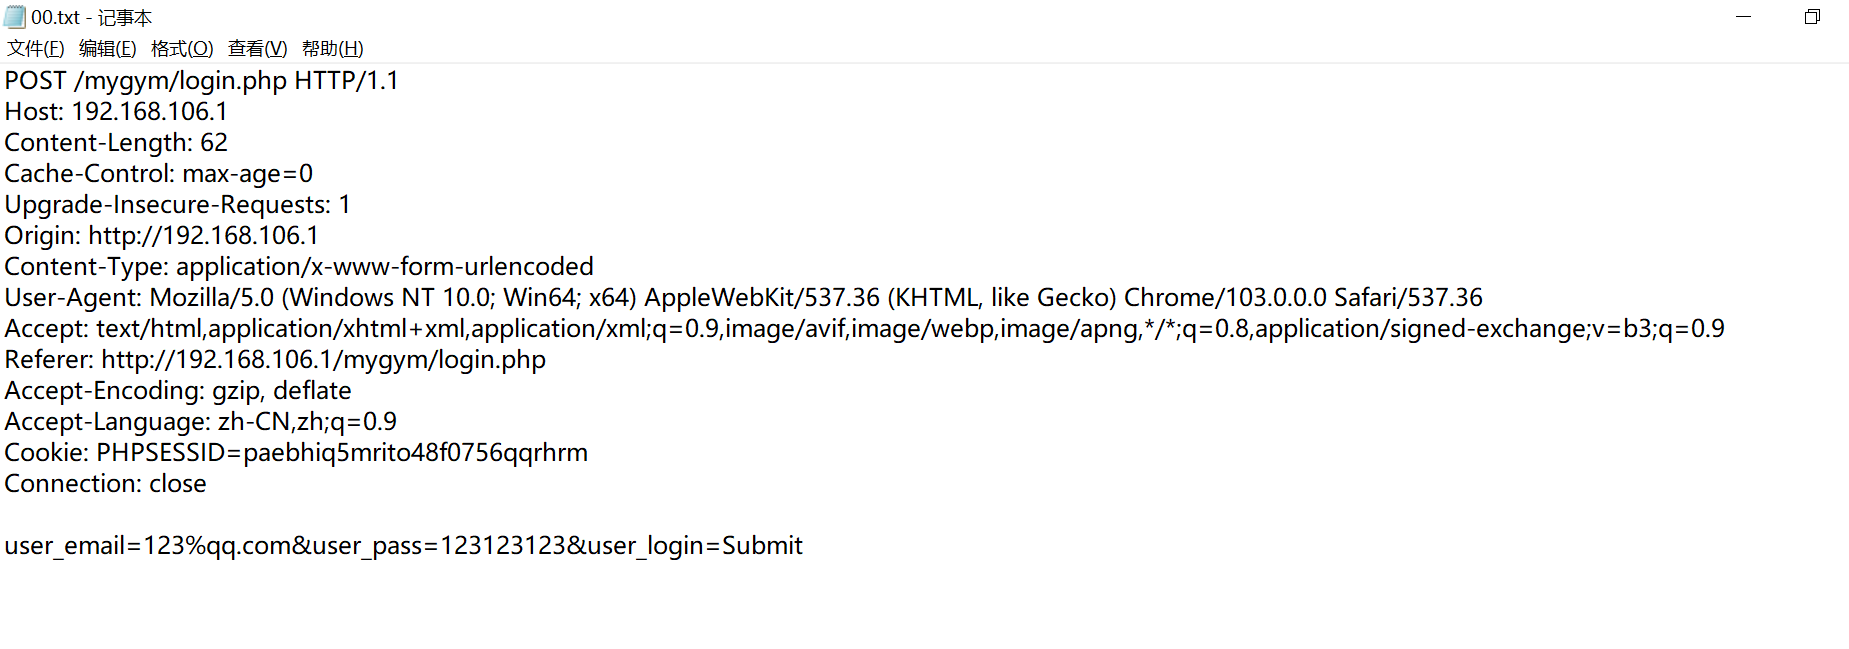 00.txt - 记事本
文件(F) 编辑(E) 格式(O) 查看(V) 帮助(H)
POST /mygym/login.php HTTP/1.1
Host: 192.168.106.1
Content-Length: 62
Cache-Control: max-age=0
Upgrade-Insecure-Requests: 1
Origin: http://192.168.106.1
Content-Type: application/x-www-form-urlencoded
User-Agent: Mozilla/5.0 (Windows NT 10.0; Win64; x64) AppleWebKit/537.36 (KHTML, like Gecko) Chrome/103.0.0.0 Safari/537.36
Accept: text/html,application/xhtml+xml,application/xml;q=0.9,image/avif,image/webp,image/apng,*/*;q=0.8,application/signed-exchange;v=b3;q=0.9
Referer: http://192.168.106.1/mygym/login.php
Accept-Encoding: gzip, deflate
Accept-Language: zh-CN,zh;q=0.9
Cookie: PHPSESSID=paebhiq5mrito48f0756qqrhrm
Connection: close
user_email=123%qq.com&user_pass=123123123&user_login=Submit